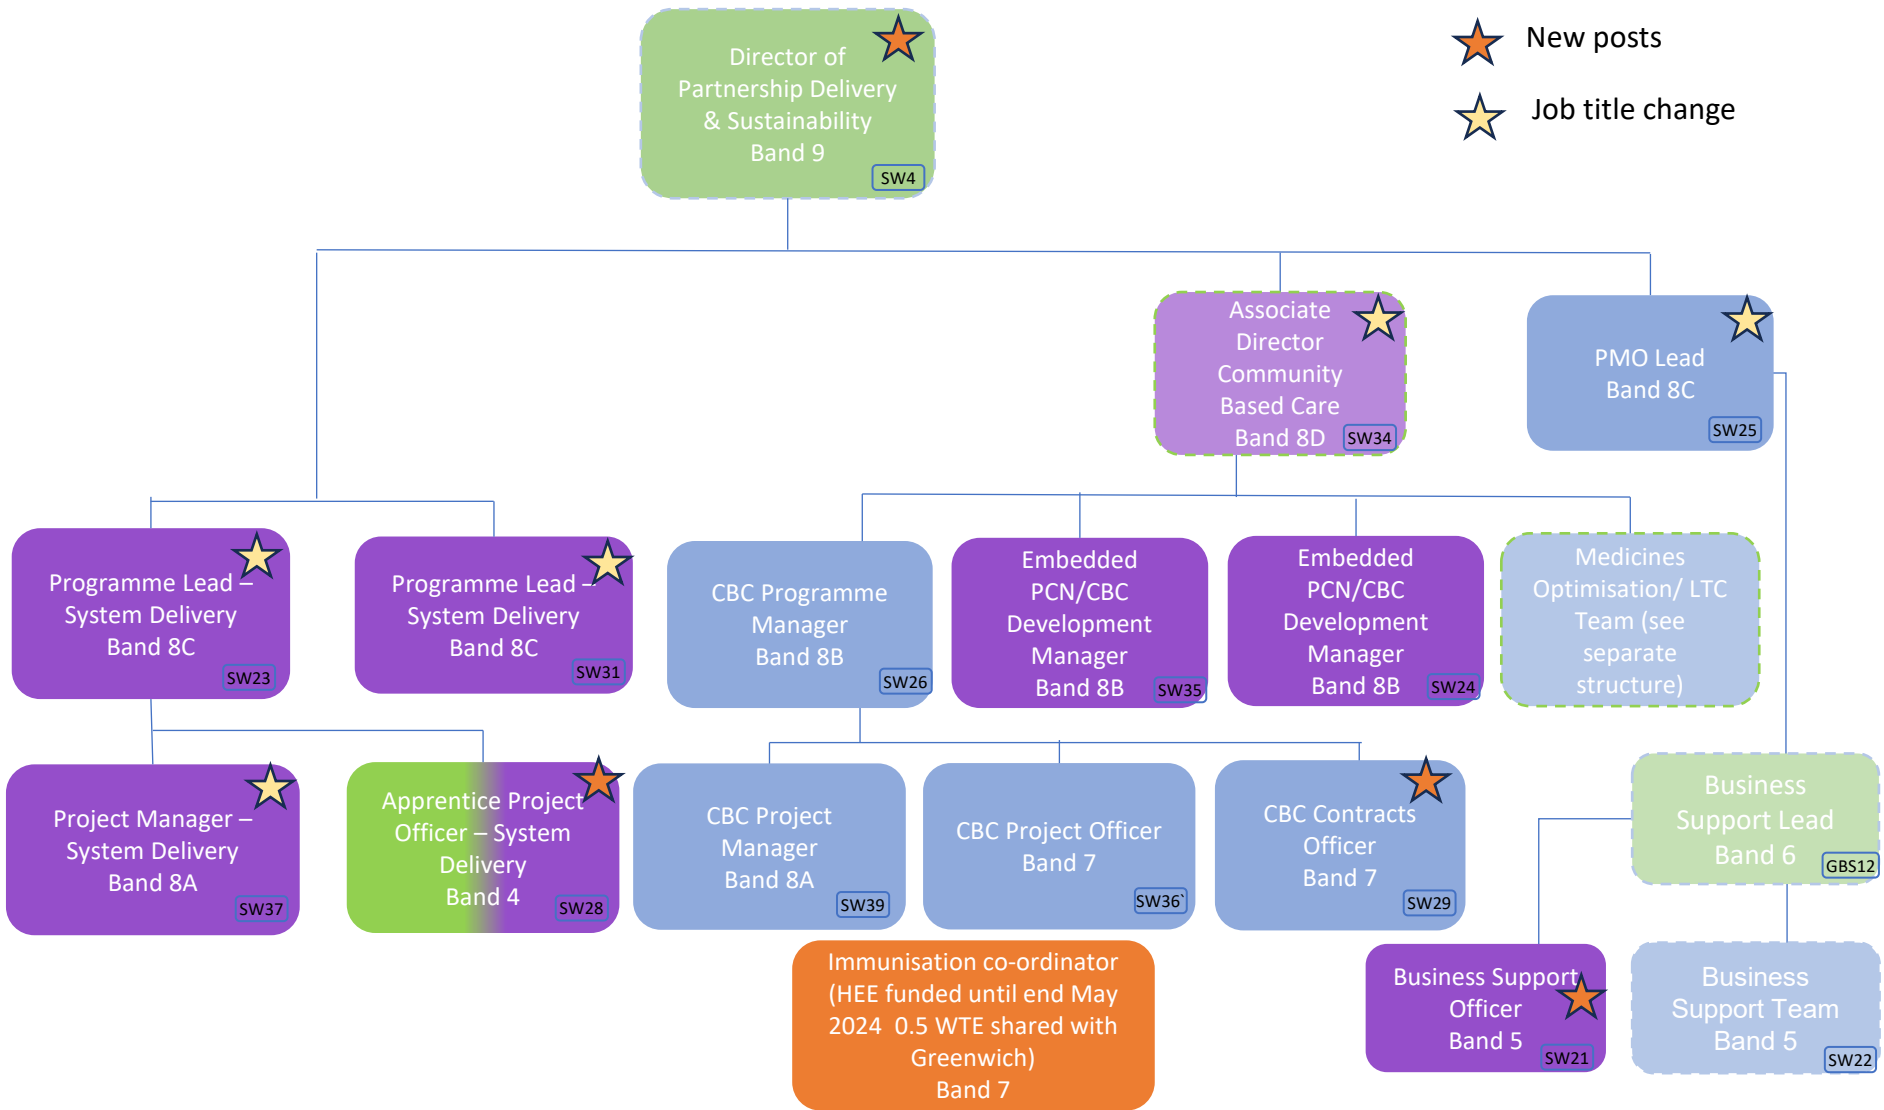 Director of
Partnership Delivery
& Sustainability
Band 9
SW4
New posts
Job title change
Associate
Director
Community
Based Care
Band 8D
SW34
PMO Lead
Band 8C
SW25
Programme Lead –
System Delivery
Band 8C
SW23
Programme Lead –
System Delivery
Band 8C
SW31
CBC Programme
Manager
Band 8B
SW26
Embedded
PCN/CBC
Development
Manager
Band 8B
SW35
Embedded
PCN/CBC
Development
Manager
Band 8B
SW24
Medicines
Optimisation/ LTC
Team (see
separate
structure)
Project Manager –
System Delivery
Band 8A
SW37
Apprentice Project
Officer – System
Delivery
Band 4
SW28
CBC Project
Manager
Band 8A
SW39
CBC Project Officer
Band 7
SW36`
CBC Contracts
Officer
Band 7
SW29
Business
Support Lead
Band 6
GBS12
Immunisation co-ordinator
(HEE funded until end May
2024 0.5 WTE shared with
Greenwich)
Band 7
Business Support
Officer
Band 5
SW21
Business
Support Team
Band 5
SW22